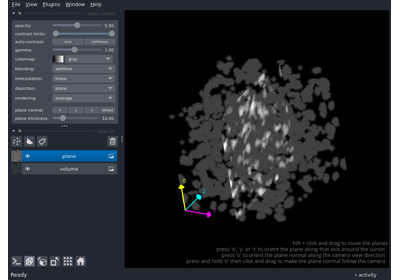 File View Plugins Window Help
opacity: 0.50
contrast limits:
auto-contrast: once continuous
gamma: 1.00
colormap: gray
blending: additive
interpolation: linear
depiction: plane
rendering: average
plane normal: x y z oblique
plane thickness: 10.00
plane
volume
shift + click and drag to move the planes
press 'x', 'y' or 'z' to orient the plane along that axis around the cursor
press 'o' to orient the plane normal along the camera view direction
press and hold 'o' then click and drag to make the plane normal follow the camera
Ready
activity